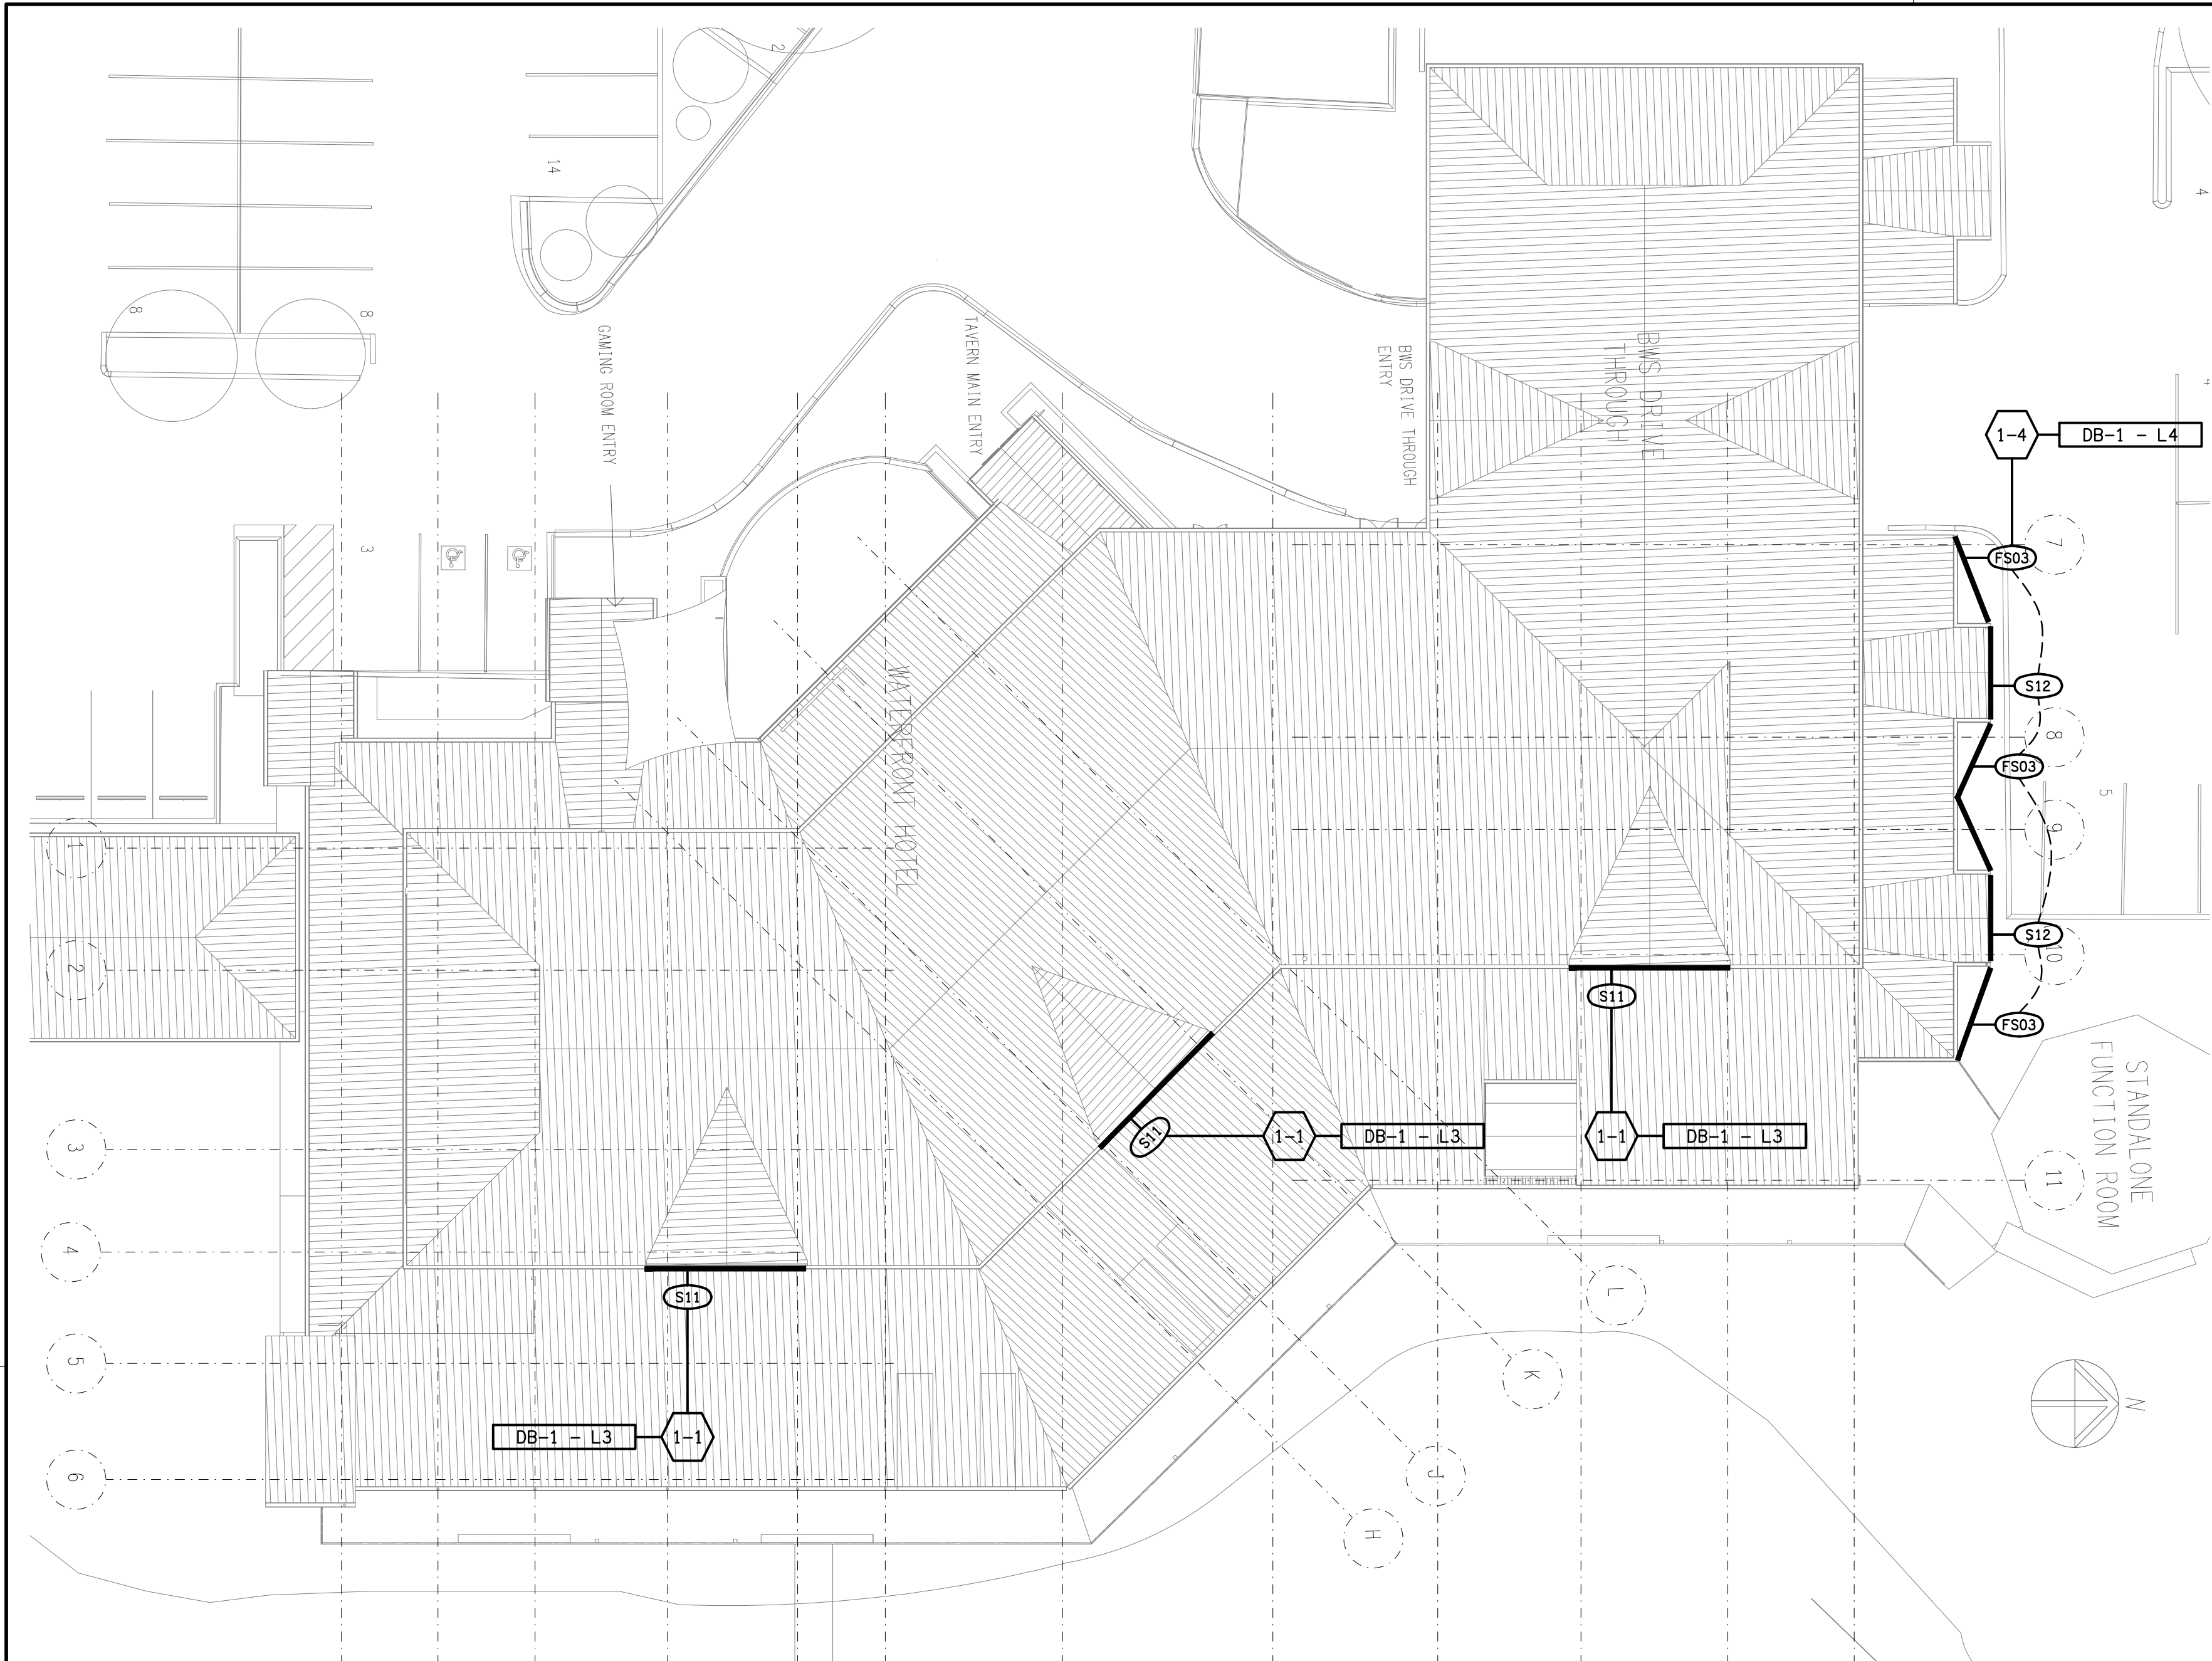 2
14
8
8
3
4
4
GAMING ROOM ENTRY
TAVERN MAIN ENTRY
BWS DRIVE THROUGH
ENTRY
BWS DRIVE
THROUGH
1-4
DB-1 - L4
7
FS03
S12
8
FS03
5
9
S12
10
FS03
WATERFRONT HOTEL
1
2
3
4
5
6
S11
1-1
DB-1 - L3
S11
1-1
DB-1 - L3
S11
DB-1 - L3
1-1
STANDALONE
FUNCTION ROOM
11
L
K
J
H
N